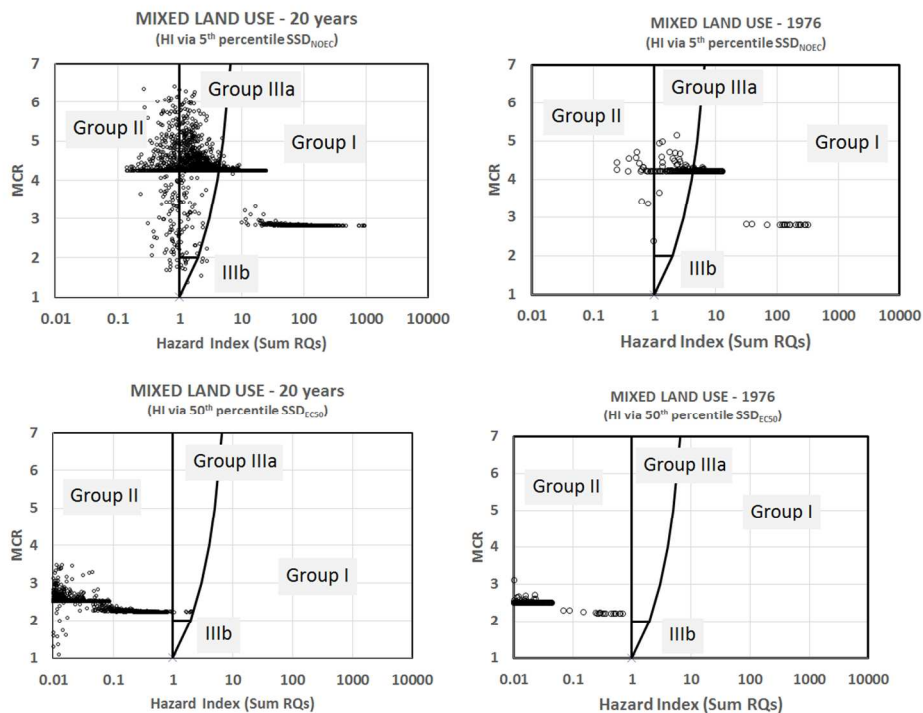 MIXED LAND USE - 20 years
(HI via 5th percentile SSDNOEC)
7
6
5
4
3
2
1
MCR
Group II
Group IIIa
Group I
IIIb
0.01 0.1 1 10 100 1000 10000
Hazard Index (Sum RQs)
MIXED LAND USE - 1976
(HI via 5th percentile SSDNOEC)
7
6
5
4
3
2
1
MCR
Group II
Group IIIa
Group I
IIIb
0.01 0.1 1 10 100 1000 10000
Hazard Index (Sum RQs)
MIXED LAND USE - 20 years
(HI via 50th percentile SSDEC50)
7
6
5
4
3
2
1
MCR
Group II
Group IIIa
Group I
IIIb
0.01 0.1 1 10 100 1000 10000
Hazard Index (Sum RQs)
MIXED LAND USE - 1976
(HI via 50th percentile SSDEC50)
7
6
5
4
3
2
1
MCR
Group II
Group IIIa
Group I
IIIb
0.01 0.1 1 10 100 1000 10000
Hazard Index (Sum RQs)